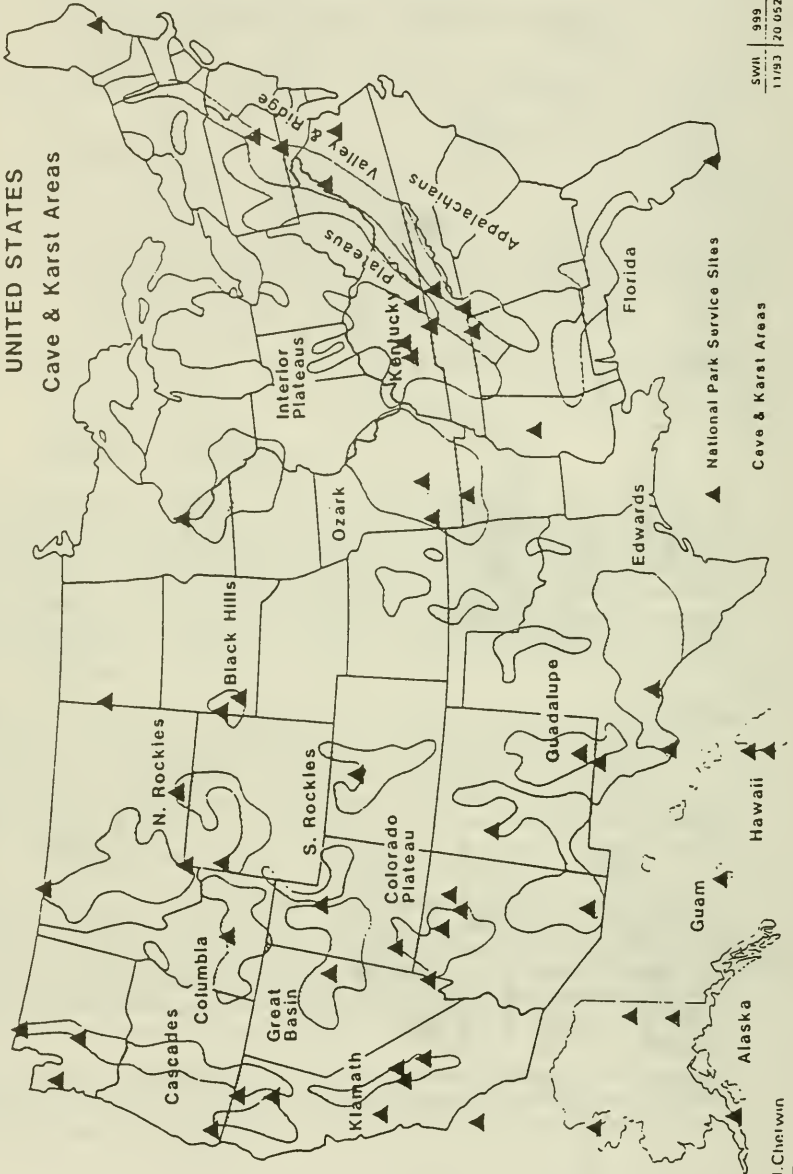 UNITED STATES
Cave & Karst Areas
N. Rockies
Black Hills
Cascades
Columbia
Great
Basin
Klamath
S. Rockies
Colorado
Plateau
Guadalupe
Edwards
Ozark
Interior
Plateaus
Kentucky
Plateaus
Valley & Ridge
Appalachians
Florida
Alaska
Guam
Hawaii
National Park Service Sites
Cave & Karst Areas
SWR 999
11/93 20 052
J. Chetwin